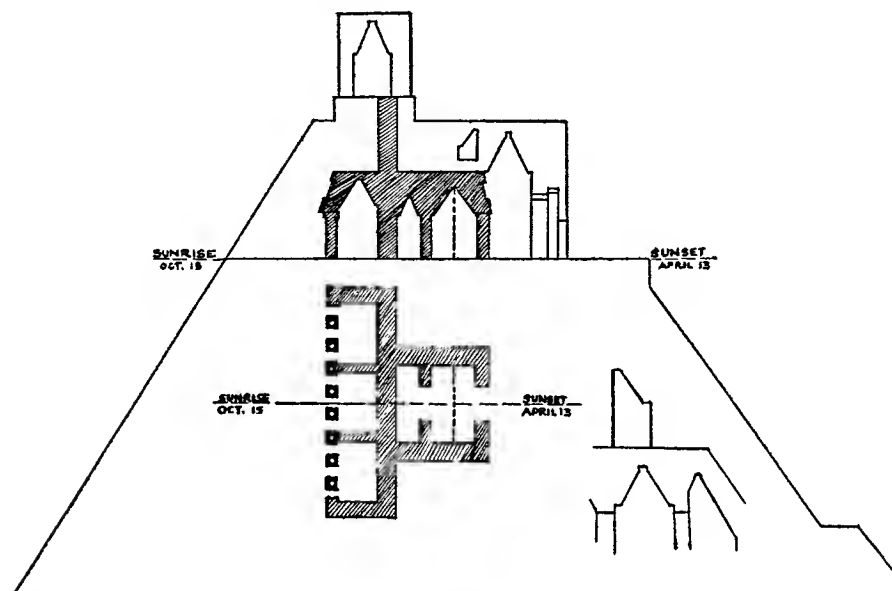 SUNRISE
OCT. 15
SUNSET
APRIL 13
SUNRISE
OCT. 15
SUNSET
APRIL 13